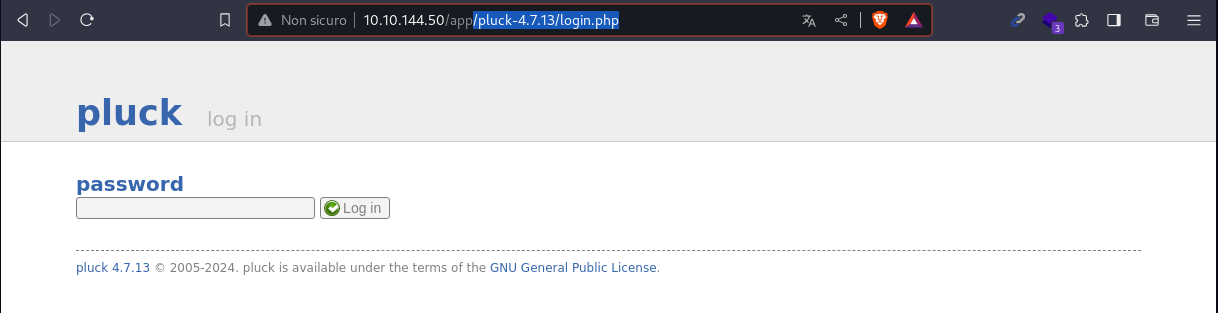 Non sicuro 10.10.144.50/app/pluck-4.7.13/login.php
3
pluck log in
password
Log in
pluck 4.7.13 © 2005-2024. pluck is available under the terms of the GNU General Public License.